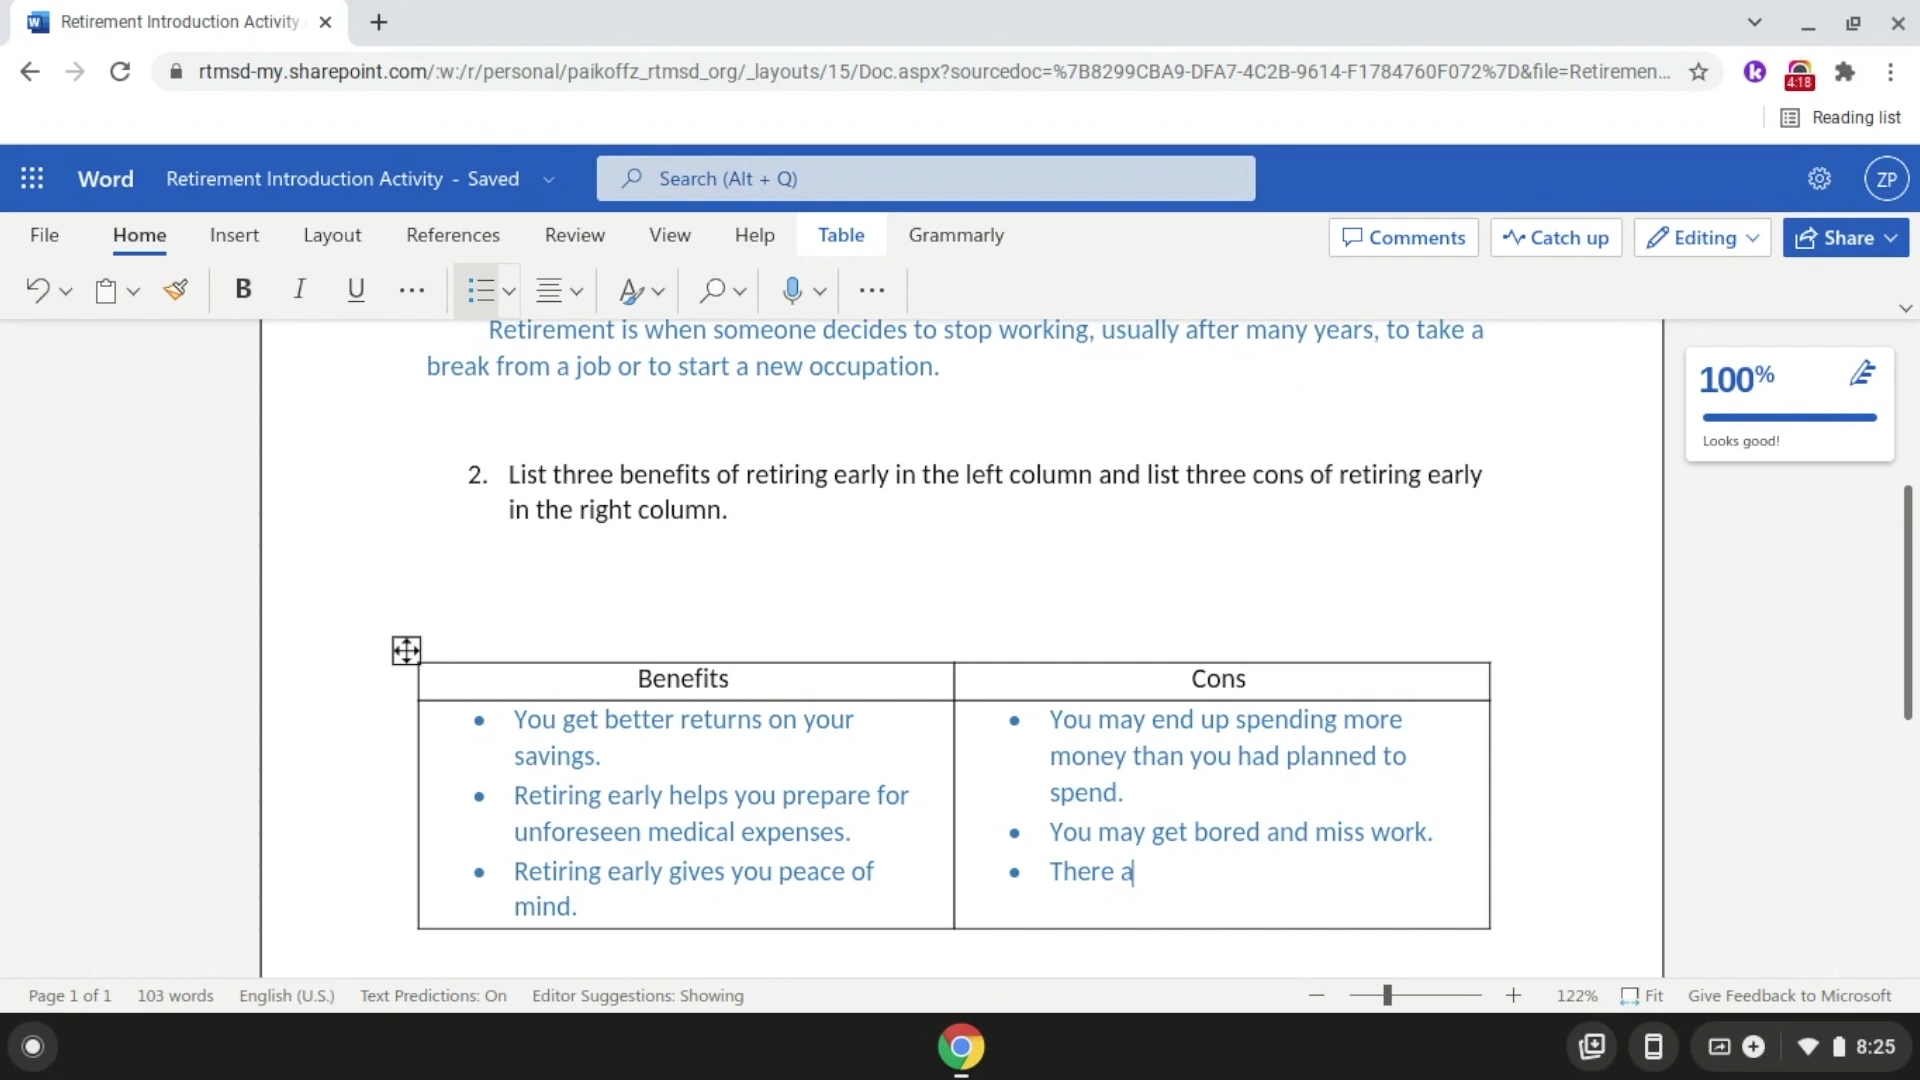 Retirement Introduction Activity
rtmsd-my.sharepoint.com/:w:/r/personal/paikoffz_rtmsd_org/_layouts/15/Doc.aspx?sourcedoc=%7B8299CBA9-DFA7-4C2B-9614-F1784760F072%7D&file=Retiremen...
4:18
Reading list
Word Retirement Introduction Activity - Saved Search (Alt + Q) ZP
File Home Insert Layout References Review View Help Table Grammarly Comments Catch up Editing Share
B I U ...
Retirement is when someone decides to stop working, usually after many years, to take a
break from a job or to start a new occupation.
100%
Looks good!
2. List three benefits of retiring early in the left column and list three cons of retiring early
in the right column.
Benefits
• You get better returns on your
savings.
• Retiring early helps you prepare for
unforeseen medical expenses.
• Retiring early gives you peace of
mind.
Cons
• You may end up spending more
money than you had planned to
spend.
• You may get bored and miss work.
• There a
Page 1 of 1 103 words English (U.S.) Text Predictions: On Editor Suggestions: Showing 122% Fit Give Feedback to Microsoft
8:25